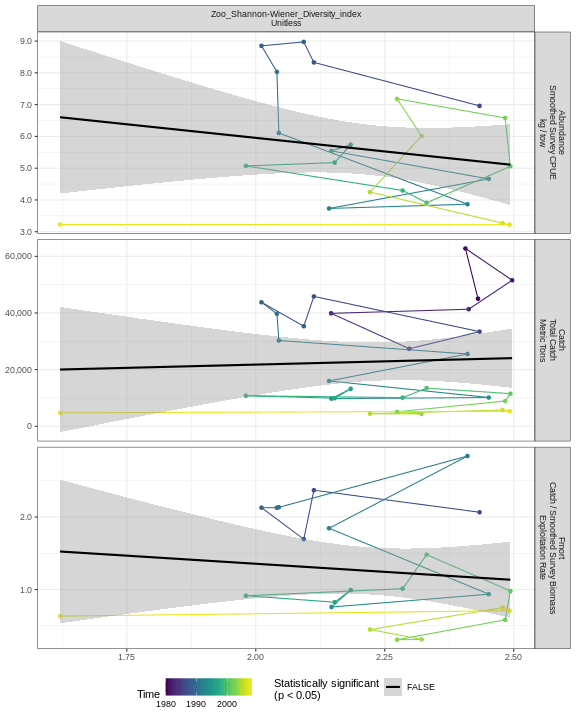 Zoo_Shannon-Wiener_Diversity_index
Unitless
9.0
8.0
7.0
6.0
5.0
4.0
3.0
Abundance
Smoothed Survey CPUE
kg / tow
60,000
40,000
20,000
0
Catch
Total Catch
Metric Tons
2.0
1.0
Fmort
Catch / Smoothed Survey Biomass
Exploitation Rate
1.75 2.00 2.25 2.50
Time
1980 1990 2000
Statistically significant
(p < 0.05)
FALSE